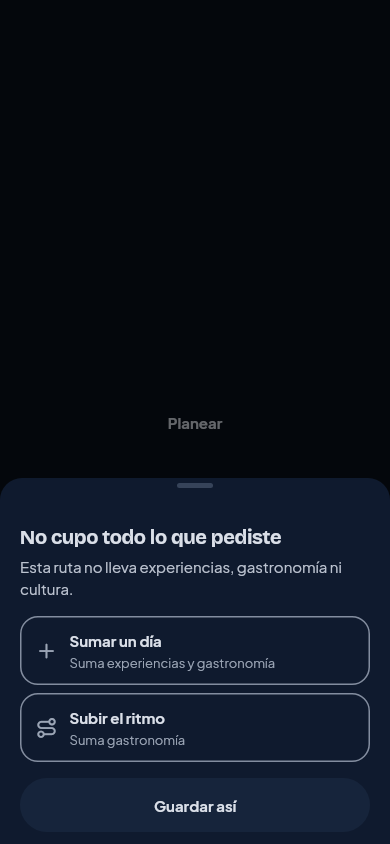 Planear
No cupo todo lo que pediste
Esta ruta no lleva experiencias, gastronomía ni
cultura.
Sumar un día
Suma experiencias y gastronomía
Subir el ritmo
Suma gastronomía
Guardar así